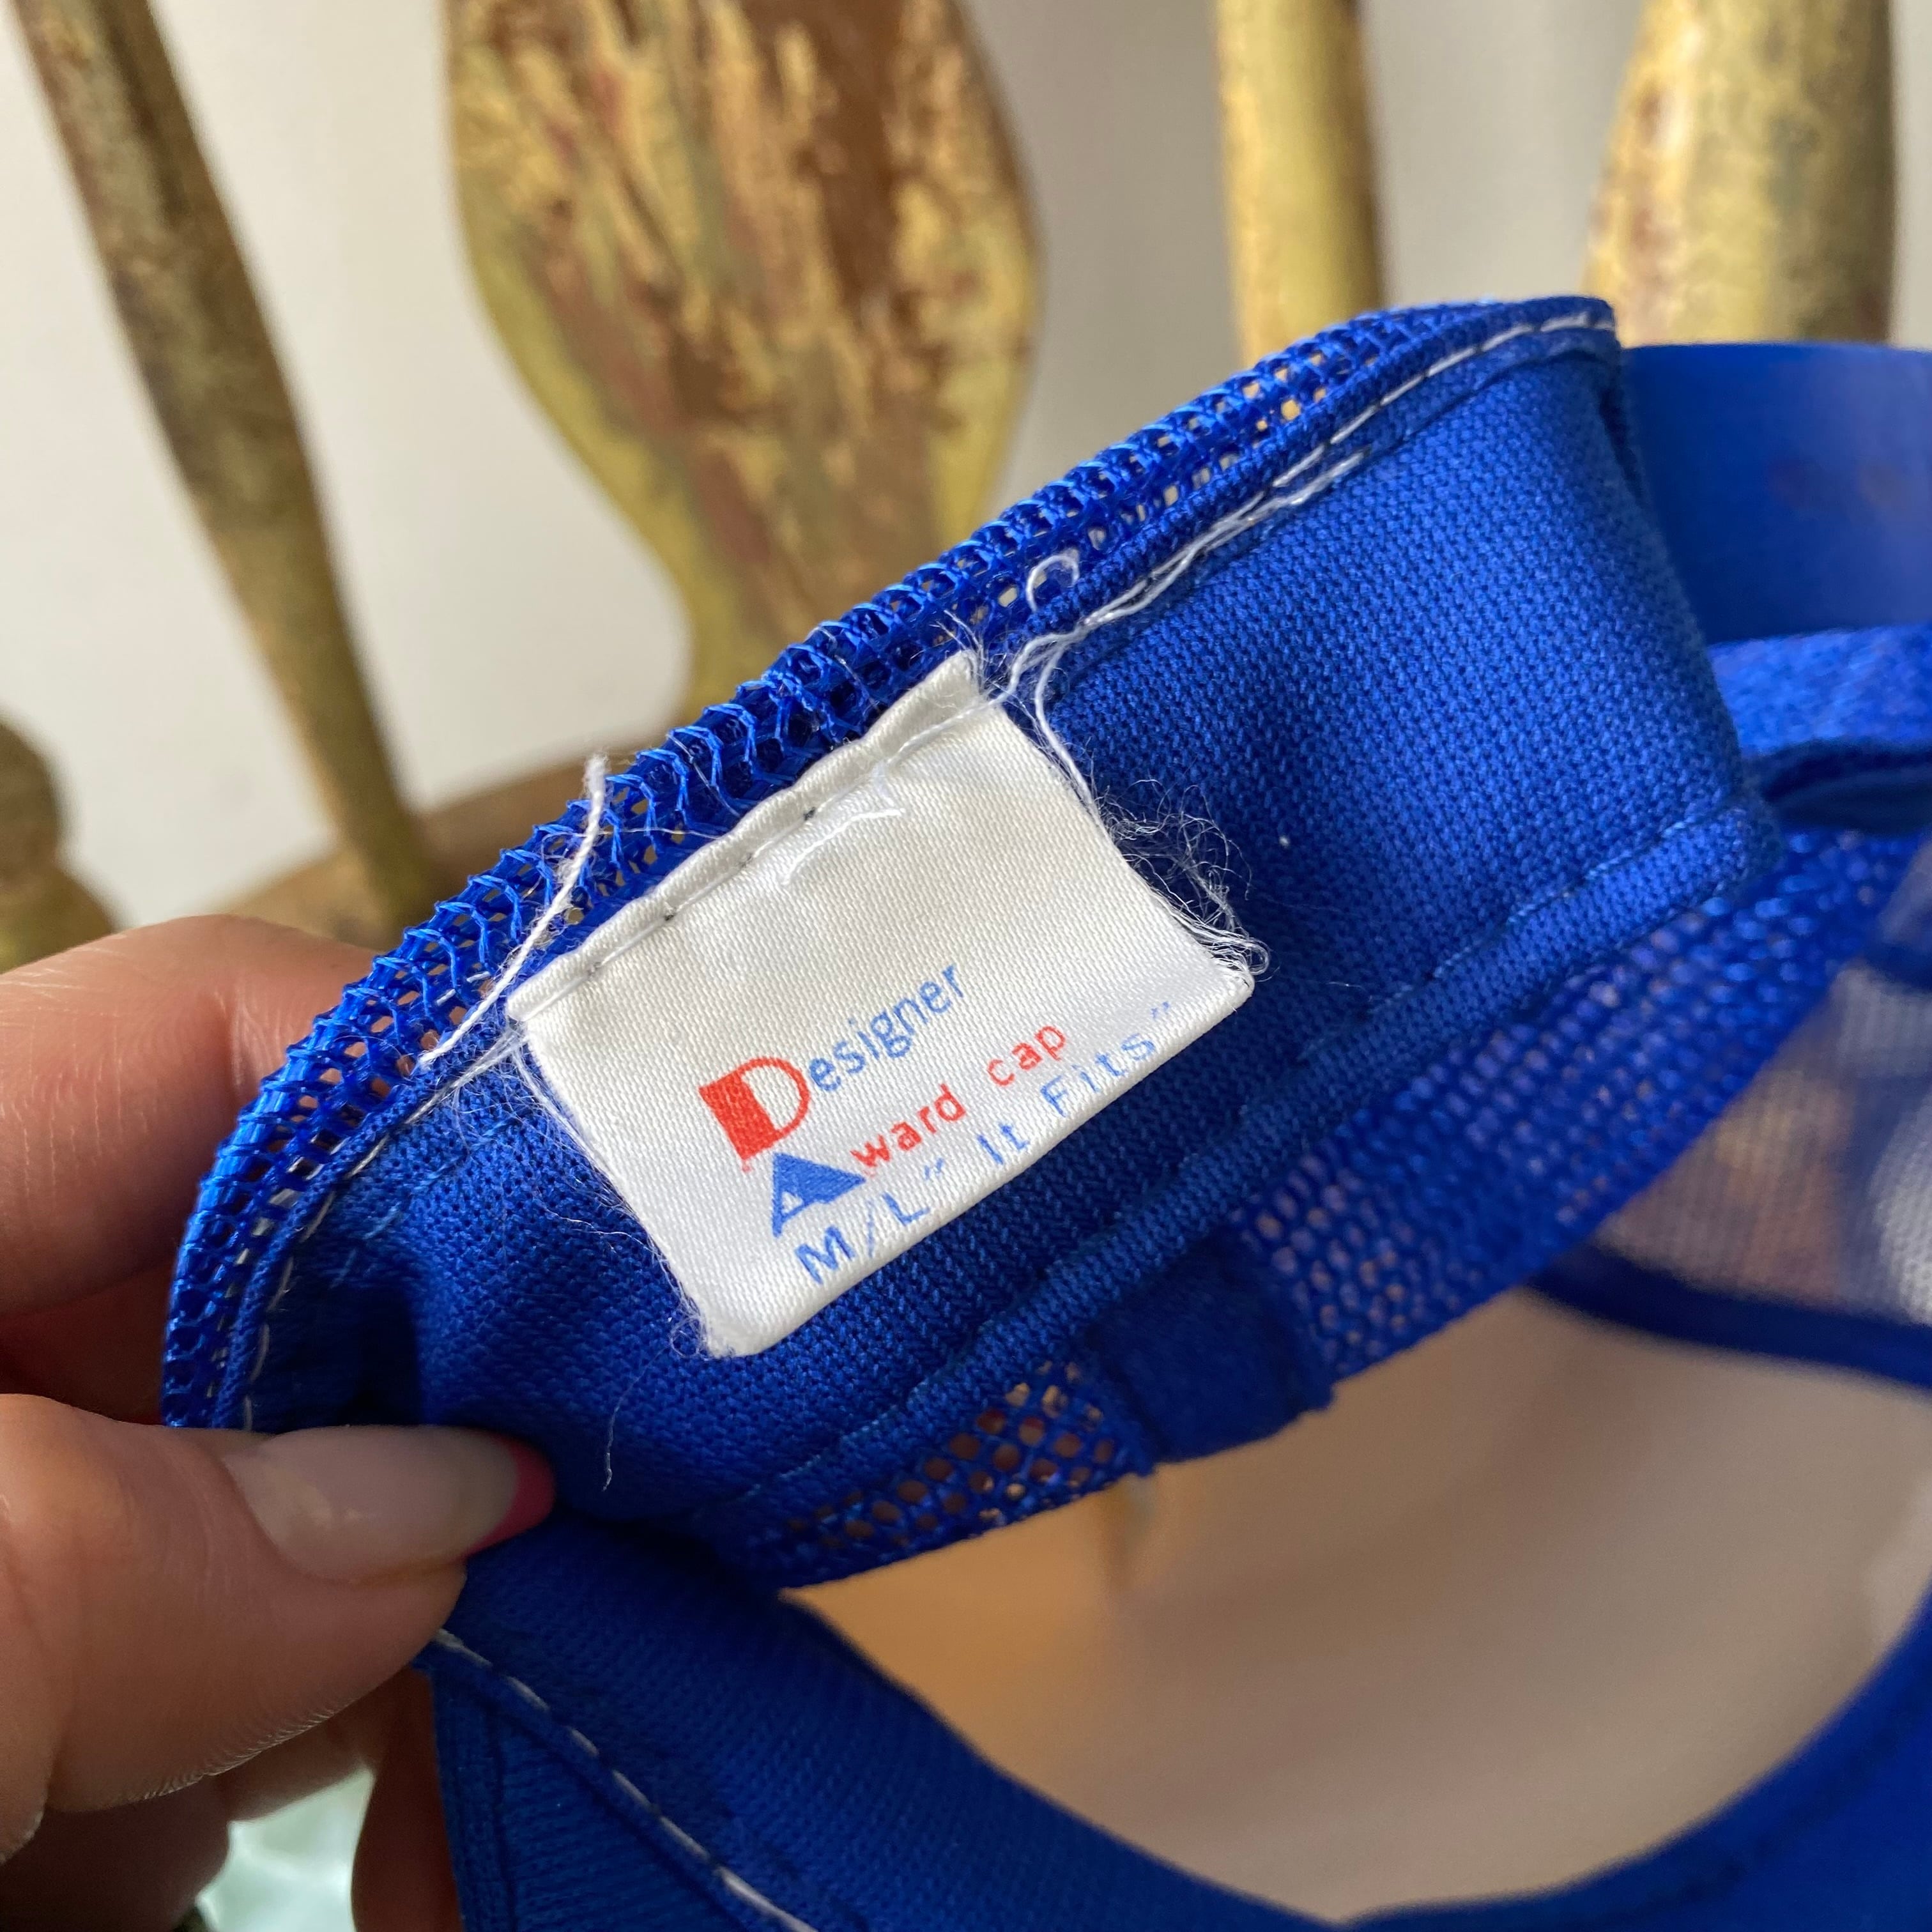 Designer
Award cap
M/L" It Fits"